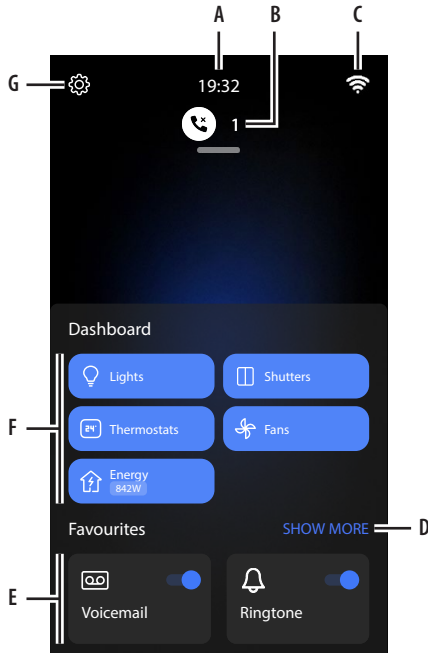 A B C
G 19:32
1
Dashboard
Lights Shutters
F 24° Thermostats Fans
Energy
842W
Favourites SHOW MORE D
E
Voicemail Ringtone